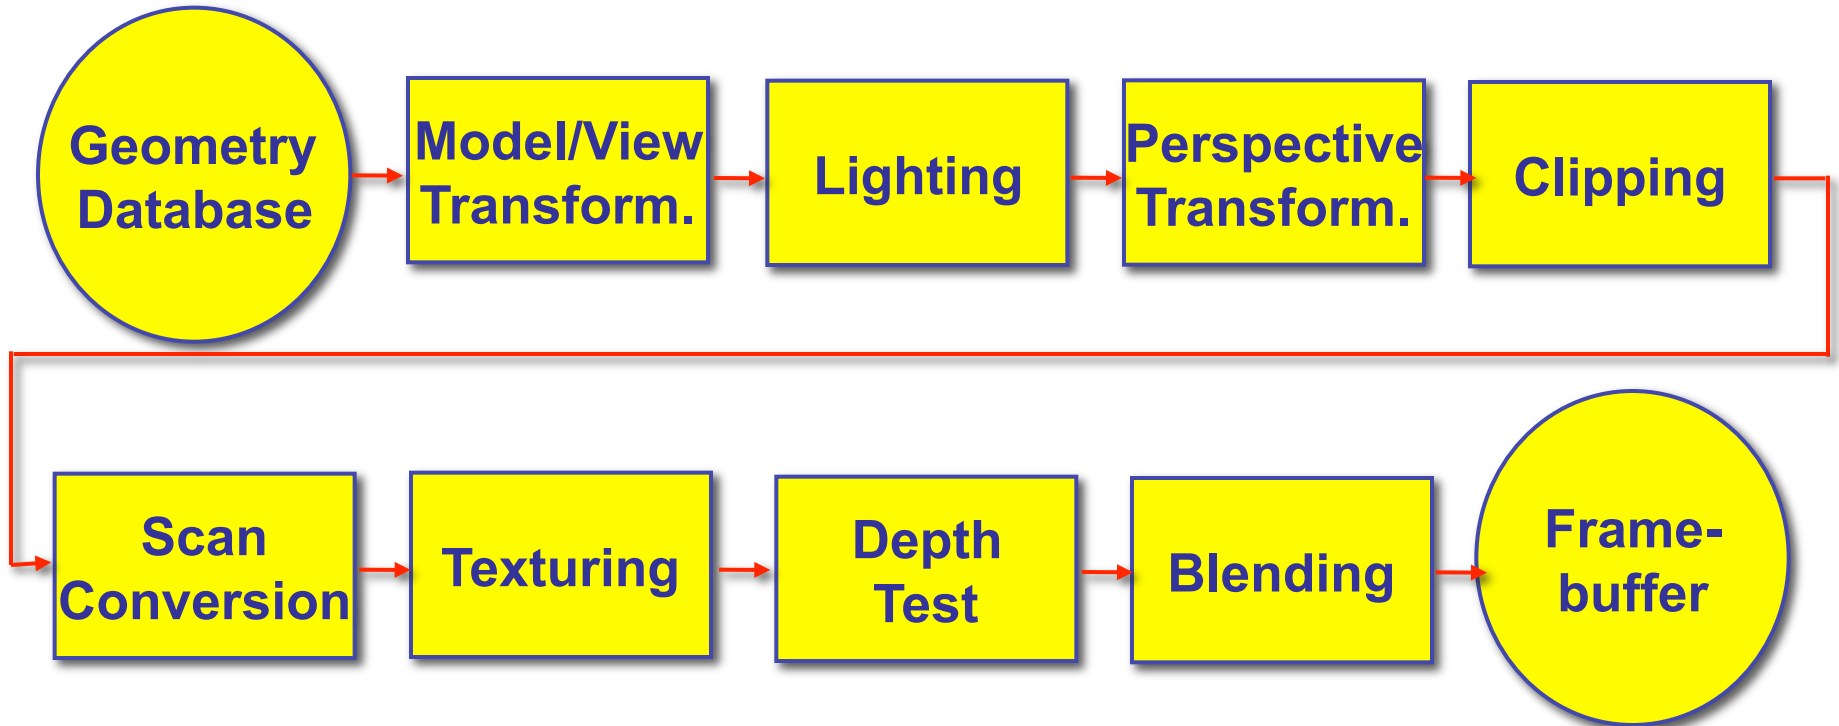 Geometry
Database
Model/View
Transform.
Lighting
Perspective
Transform.
Clipping
Scan
Conversion
Texturing
Depth
Test
Blending
Frame-
buffer